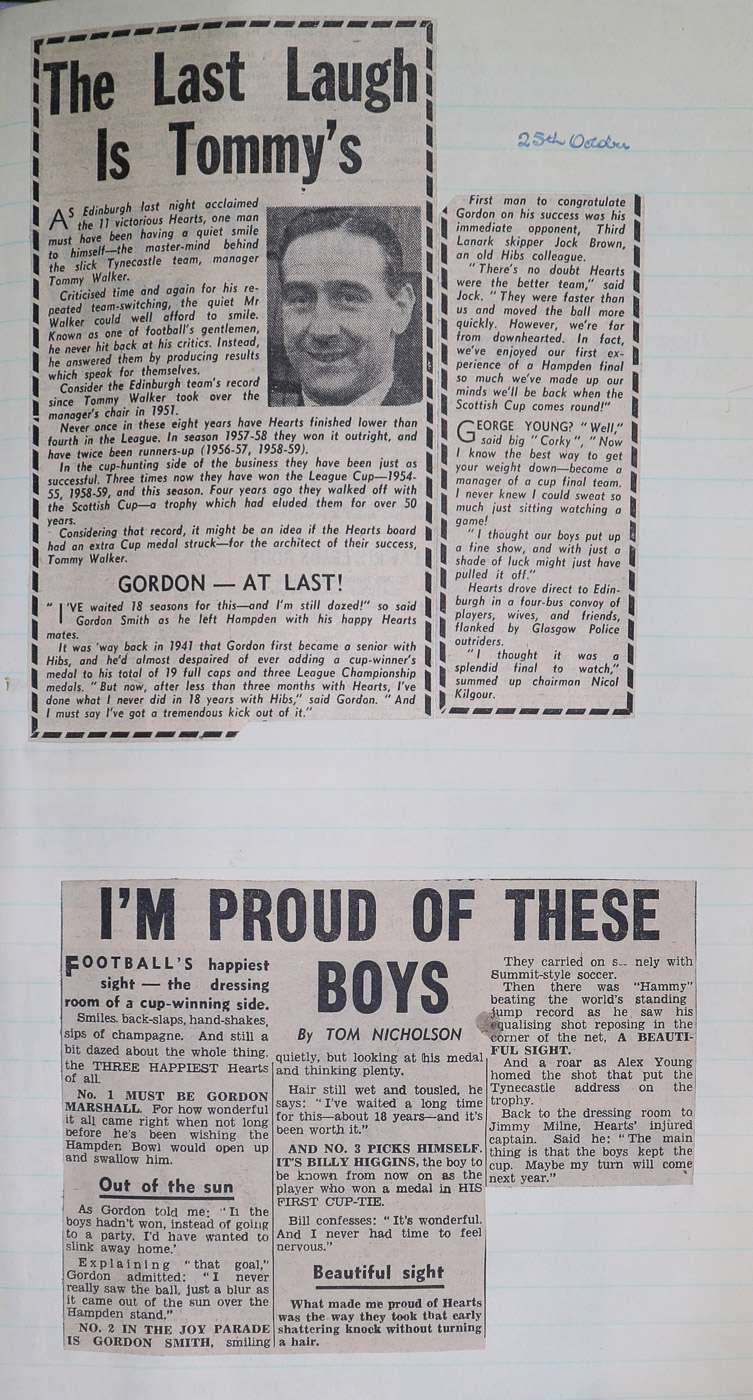 The Last Laugh
Is Tommy's
25th October
AS Edinburgh last night acclaimed
the 11 victorious Hearts, one man
must have been having a quiet smile
to himself—the master-mind behind
the slick Tynecastle team, manager
Tommy Walker.
Criticised time and again for his re-
peated team-switching, the quiet Mr
Walker could well afford to smile.
Known as one of football's gentlemen,
he never hit back at his critics. Instead,
he answered them by producing results
which speak for themselves.
Consider the Edinburgh team's record
since Tommy Walker took over the
manager's chair in 1951.
Never once in these eight years have Hearts finished lower than
fourth in the League. In season 1957-58 they won it outright, and
have twice been runners-up (1956-57, 1958-59).
In the cup-hunting side of the business they have been just as
successful. Three times now they have won the League Cup—1954-
55, 1958-59, and this season. Four years ago they walked off with
the Scottish Cup—a trophy which had eluded them for over 50
years.
Considering that record, it might be an idea if the Hearts board
had an extra Cup medal struck—for the architect of their success,
Tommy Walker.
GORDON — AT LAST!
"I'VE waited 18 seasons for this—and I'm still dazed!" so said
Gordon Smith as he left Hampden with his happy Hearts
mates.
It was 'way back in 1941 that Gordon first became a senior with
Hibs, and he'd almost despaired of ever adding a cup-winner's
medal to his total of 19 full caps and three League Championship
medals. "But now, after less than three months with Hearts, I've
done what I never did in 18 years with Hibs," said Gordon. "And
I must say I've got a tremendous kick out of it."
First man to congratulate
Gordon on his success was his
immediate opponent, Third
Lanark skipper Jock Brown,
an old Hibs colleague.
"There's no doubt Hearts
were the better team," said
Jock. "They were faster than
us and moved the ball more
quickly. However, we're far
from downhearted. In fact,
we've enjoyed our first ex-
perience of a Hampden final
so much we've made up our
minds we'll be back when the
Scottish Cup comes round!"
GEORGE YOUNG? "Well,"
said big "Corky", "Now
I know the best way to get
your weight down—become a
manager of a cup final team.
I never knew I could sweat so
much just sitting watching a
game!
"I thought our boys put up
a fine show, and with just a
shade of luck might just have
pulled it off."
Hearts drove direct to Edin-
burgh in a four-bus convoy of
players, wives, and friends,
flanked by Glasgow Police
outriders.
"I thought it was a
splendid final to watch,"
summed up chairman Nicol
Kilgour.
I'M PROUD OF THESE
BOYS
By TOM NICHOLSON
FOOTBALL'S happiest
sight — the dressing
room of a cup-winning side.
Smiles. back-slaps, hand-shakes,
sips of champagne. And still a
bit dazed about the whole thing,
the THREE HAPPIEST Hearts
of all.
No. 1 MUST BE GORDON
MARSHALL. For how wonderful
it all came right when not long
before he's been wishing the
Hampden Bowl would open up
and swallow him.
Out of the sun
As Gordon told me: "If the
boys hadn't won, instead of going
to a party, I'd have wanted to
slink away home.'
Explaining "that goal,"
Gordon admitted: "I never
really saw the ball, just a blur as
it came out of the sun over the
Hampden stand."
NO. 2 IN THE JOY PARADE
IS GORDON SMITH, smiling
quietly, but looking at his medal
and thinking plenty.
Hair still wet and tousled, he
says: "I've waited a long time
for this—about 18 years—and it's
been worth it."
AND NO. 3 PICKS HIMSELF.
IT'S BILLY HIGGINS, the boy to
be known from now on as the
player who won a medal in HIS
FIRST CUP-TIE.
Bill confesses: "It's wonderful.
And I never had time to feel
nervous."
Beautiful sight
What made me proud of Hearts
was the way they took that early
shattering knock without turning
a hair.
They carried on nely with
Summit-style soccer.
Then there was "Hammy"
beating the world's standing
jump record as he saw his
equalising shot reposing in the
corner of the net, A BEAUTI-
FUL SIGHT.
And a roar as Alex Young
homed the shot that put the
Tynecastle address on the
trophy.
Back to the dressing room to
Jimmy Milne, Hearts' injured
captain. Said he: "The main
thing is that the boys kept the
cup. Maybe my turn will come
next year."